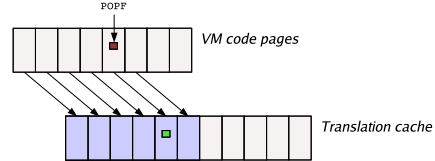 POPF
VM code pages
Translation cache